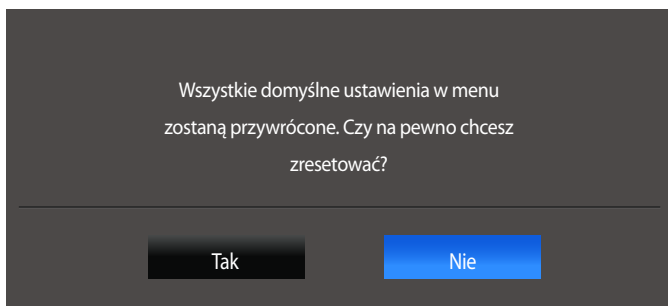 Wszystkie domyślne ustawienia w menu
zostaną przywrócone. Czy na pewno chcesz
zresetować?
Tak
Nie